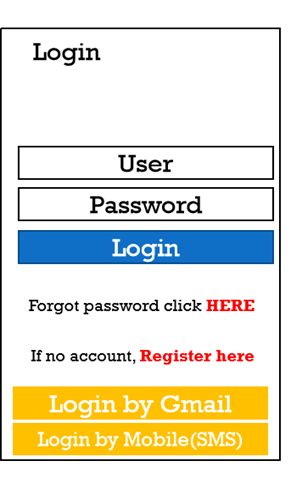 Login
User
Password
Login
Forgot password click HERE
If no account, Register here
Login by Gmail
Login by Mobile(SMS)